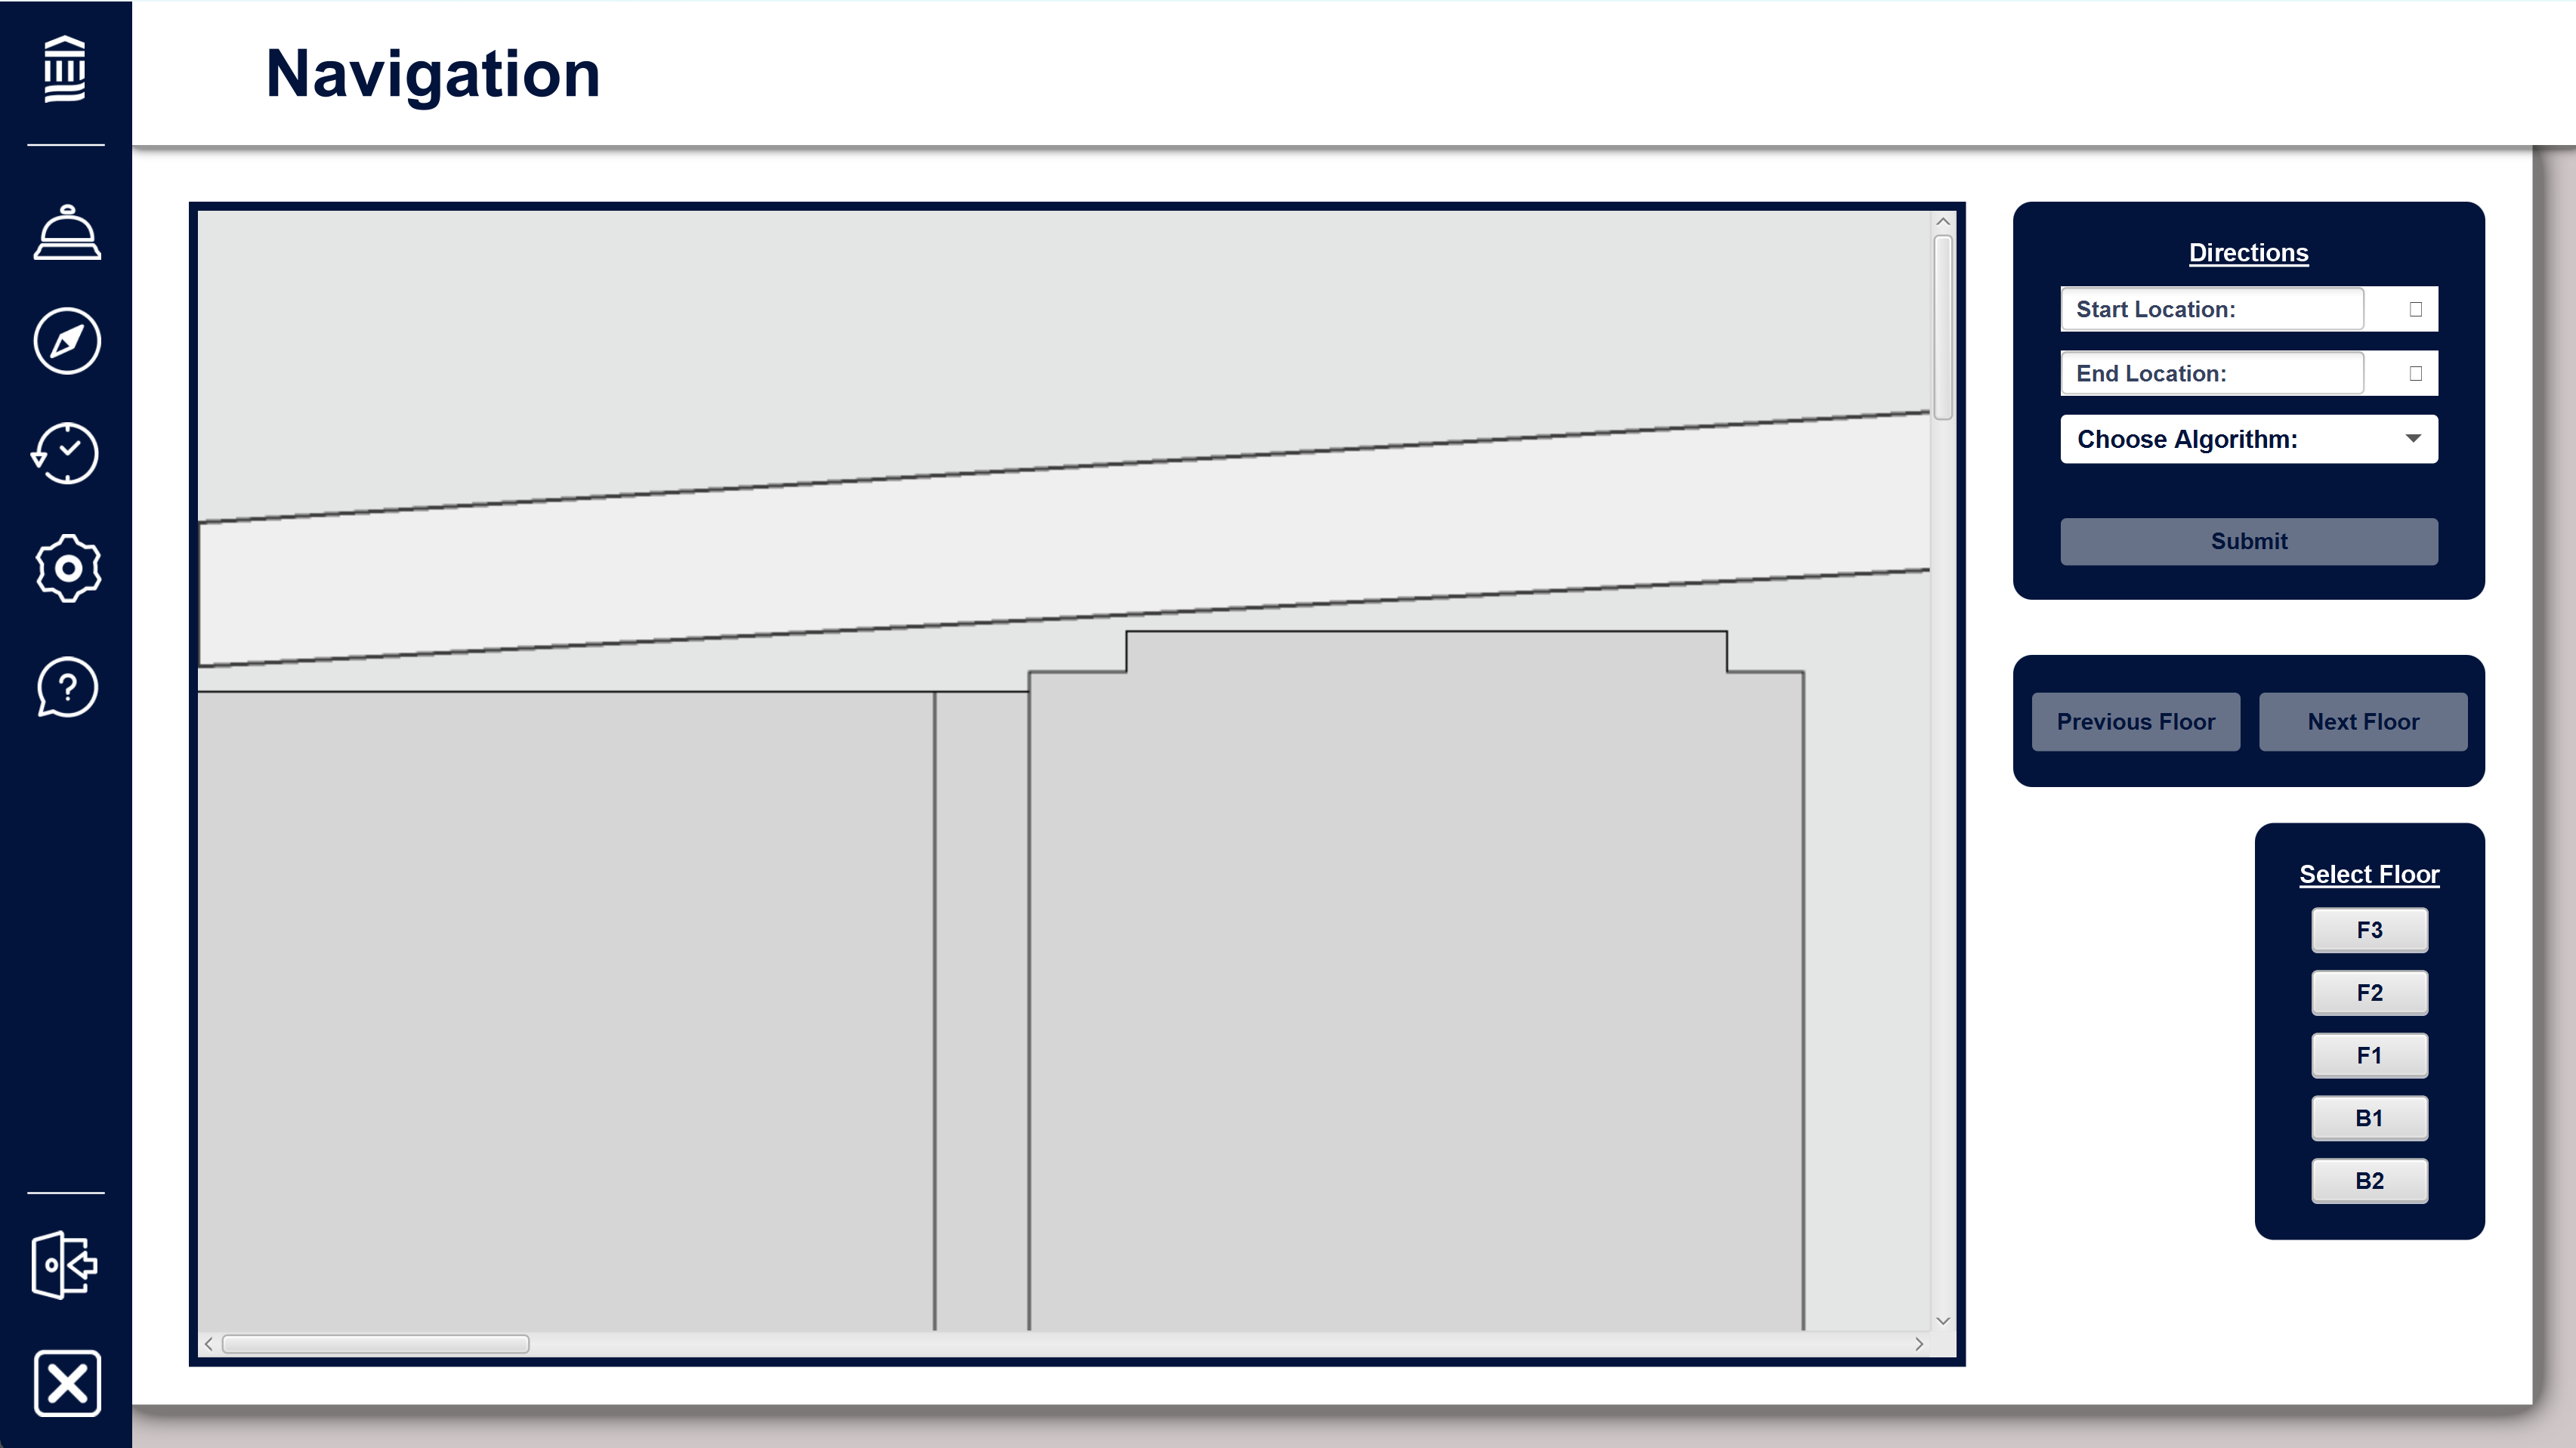 Navigation
Directions
Start Location:
End Location:
Choose Algorithm:
Submit
Previous Floor Next Floor
Select Floor
F3
F2
F1
B1
B2